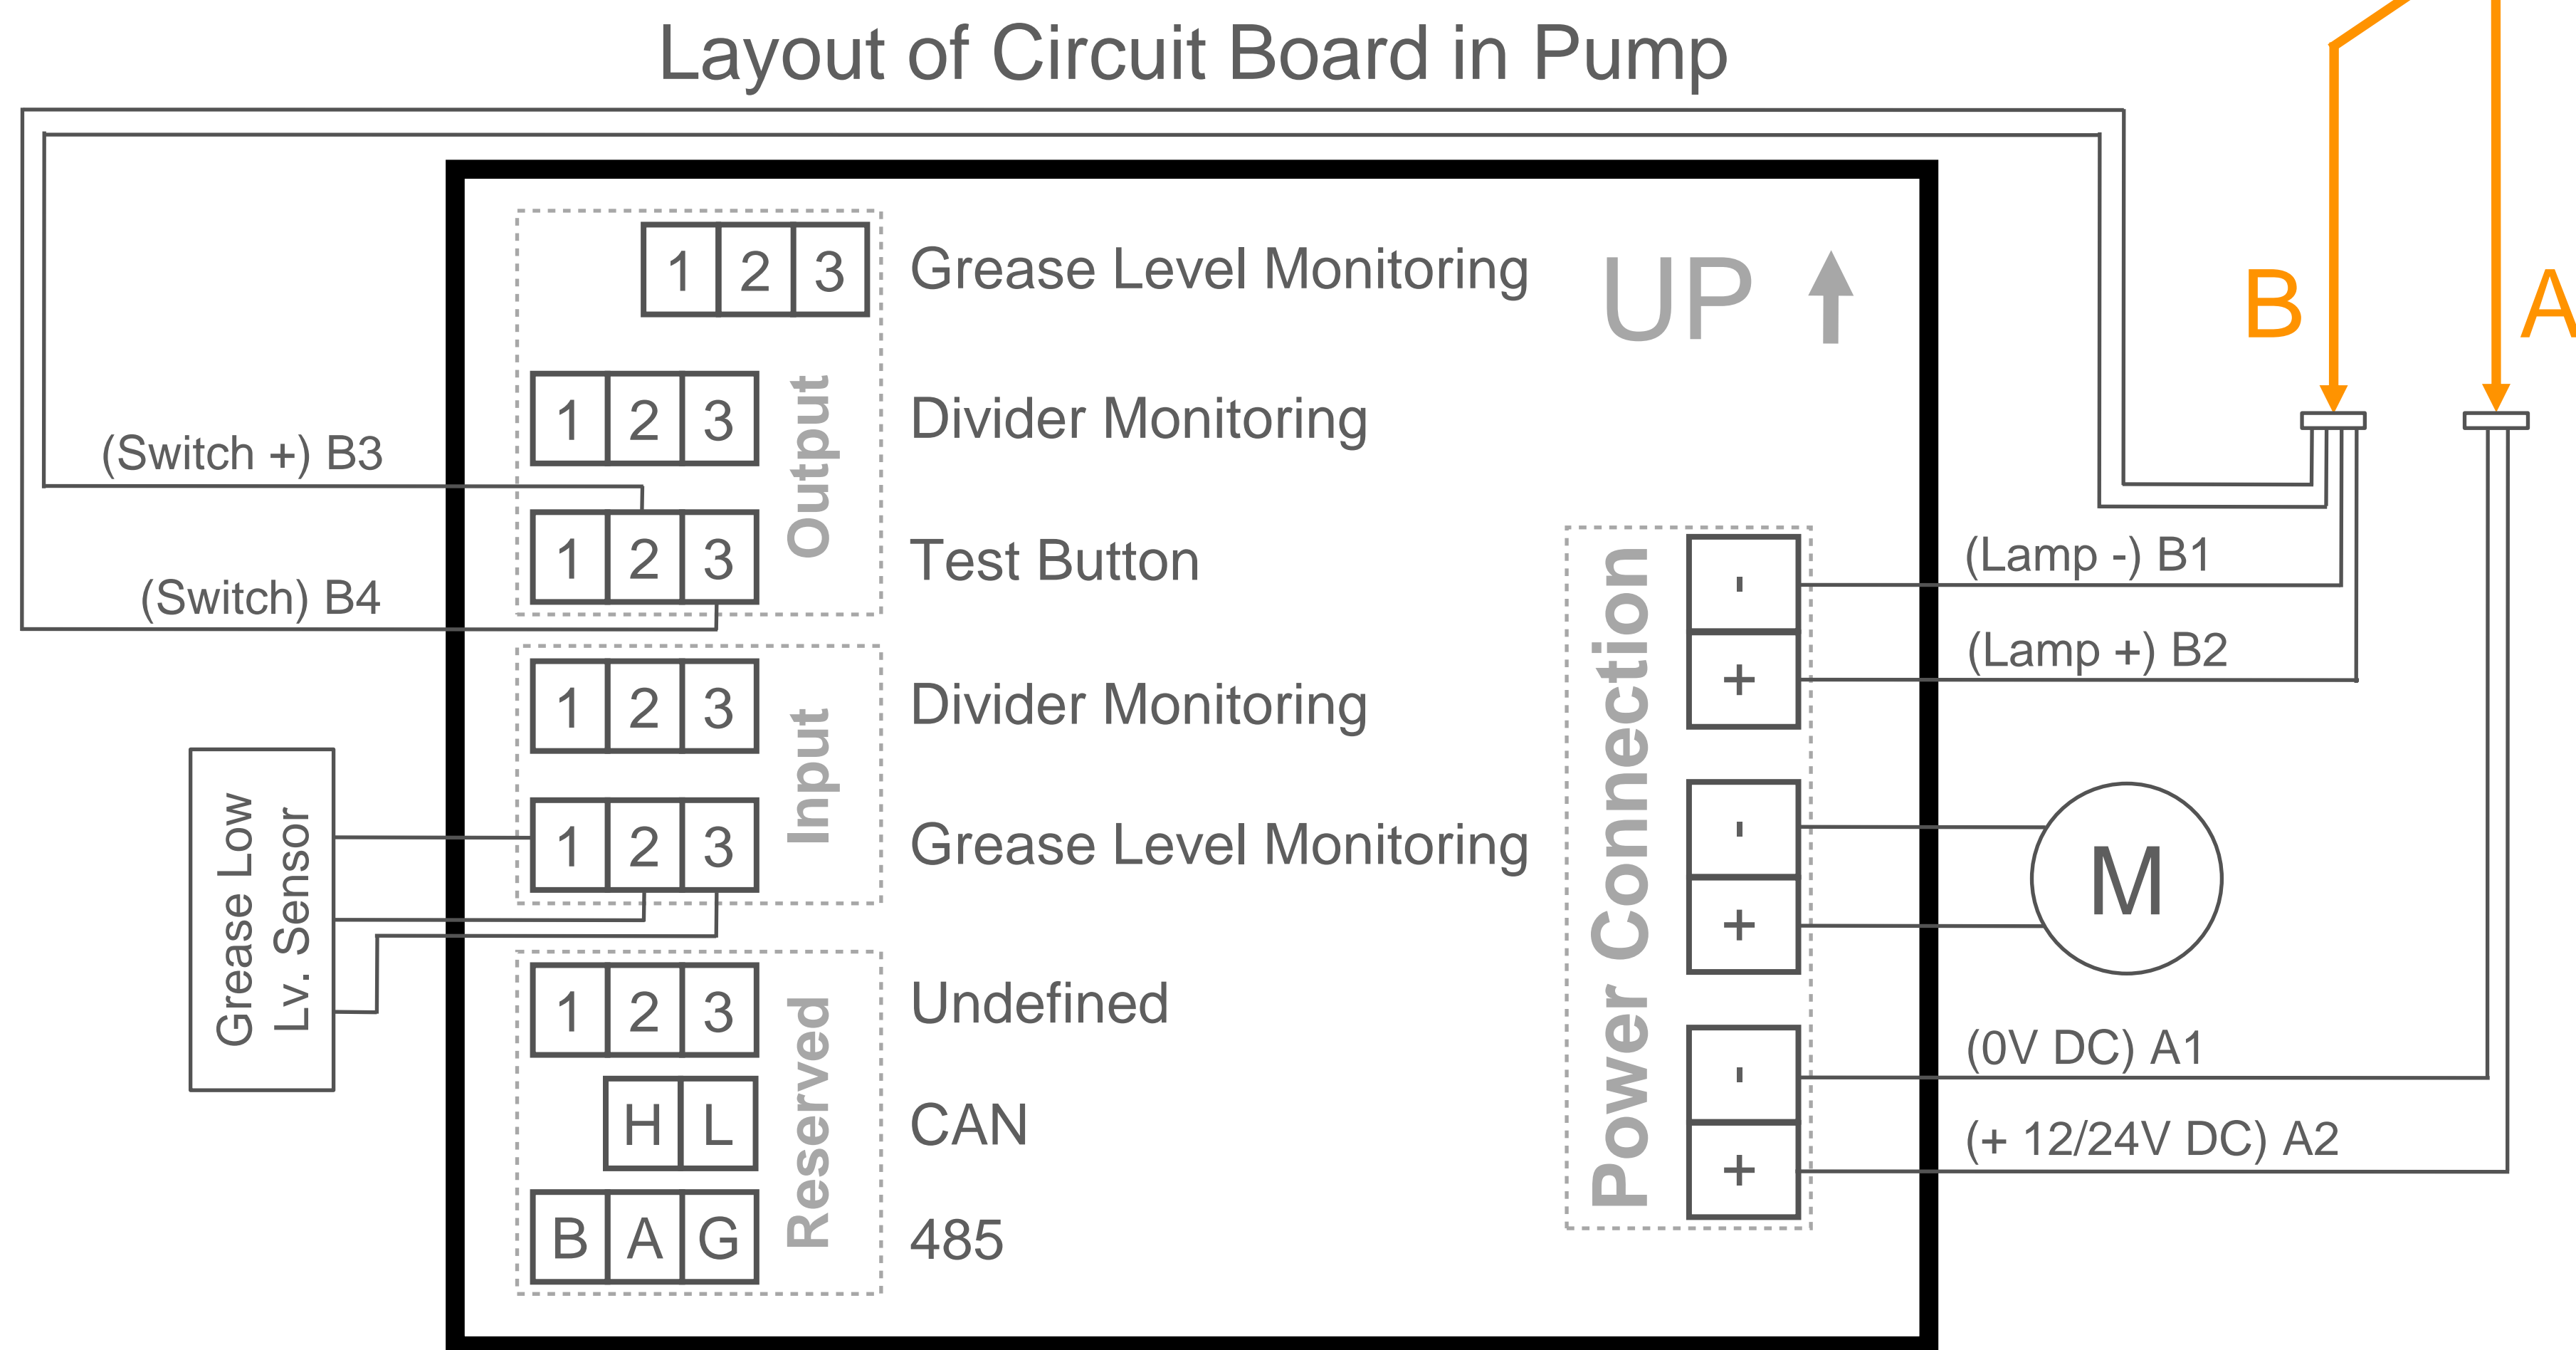 Layout of Circuit Board in Pump
1 2 3 Grease Level Monitoring
UP
B A
1 2 3 Divider Monitoring
Output
(Switch +) B3
1 2 3 Test Button
(Switch) B4
1 2 3 Divider Monitoring
Input
1 2 3 Grease Level Monitoring
Grease Low
Lv. Sensor
1 2 3 Undefined
Reserved
H L CAN
B A G 485
Power Connection
-
(Lamp -) B1
+
(Lamp +) B2
-
+
M
-
(0V DC) A1
+
(+ 12/24V DC) A2